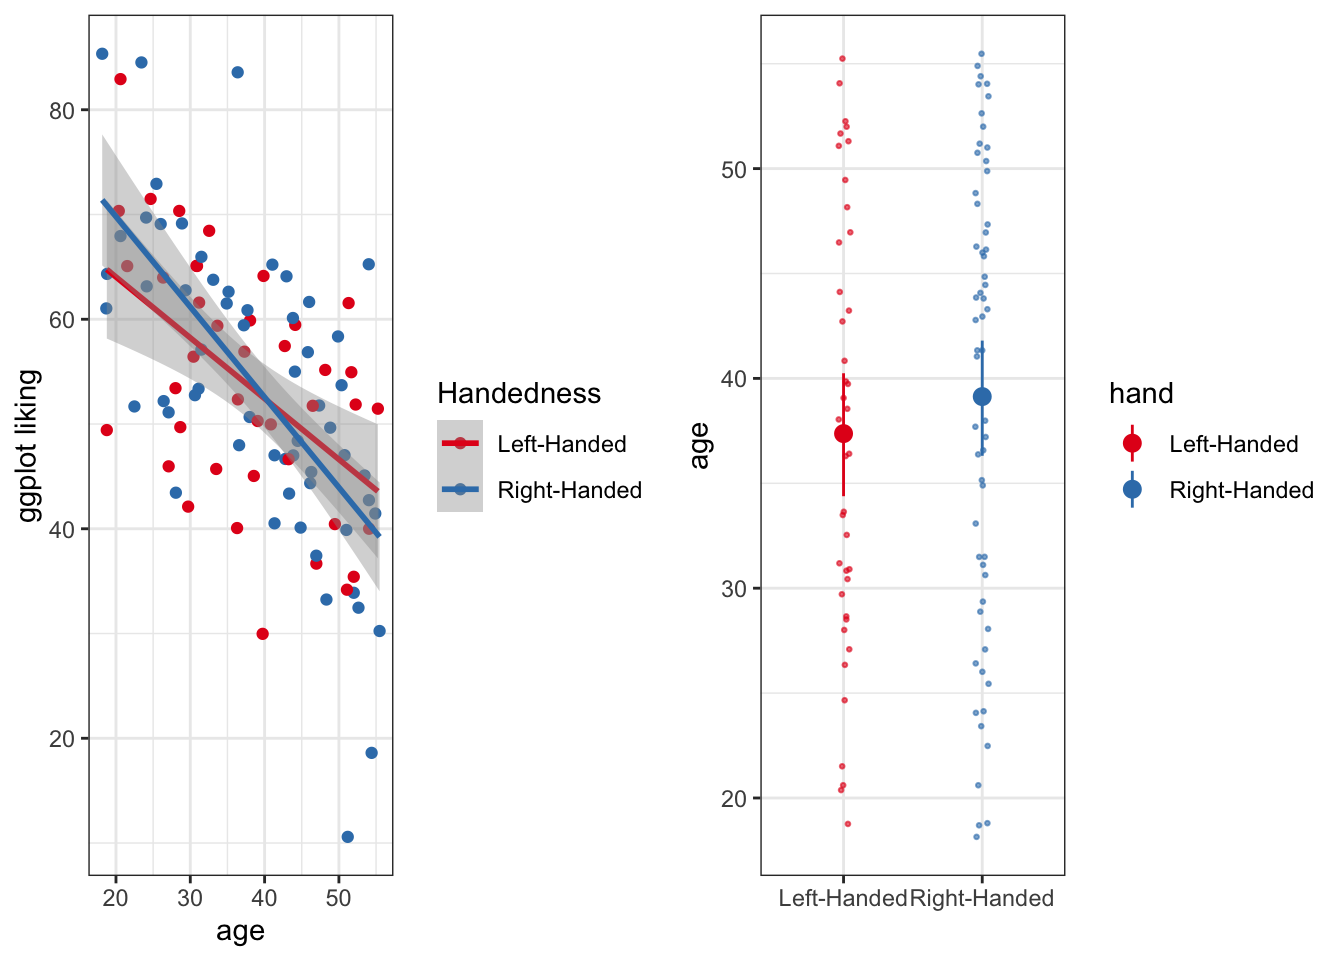 80
60
40
20
ggplot liking
20 30 40 50
age
Handedness
Left-Handed
Right-Handed
50
40
30
20
age
Left-Handed Right-Handed
hand
Left-Handed
Right-Handed